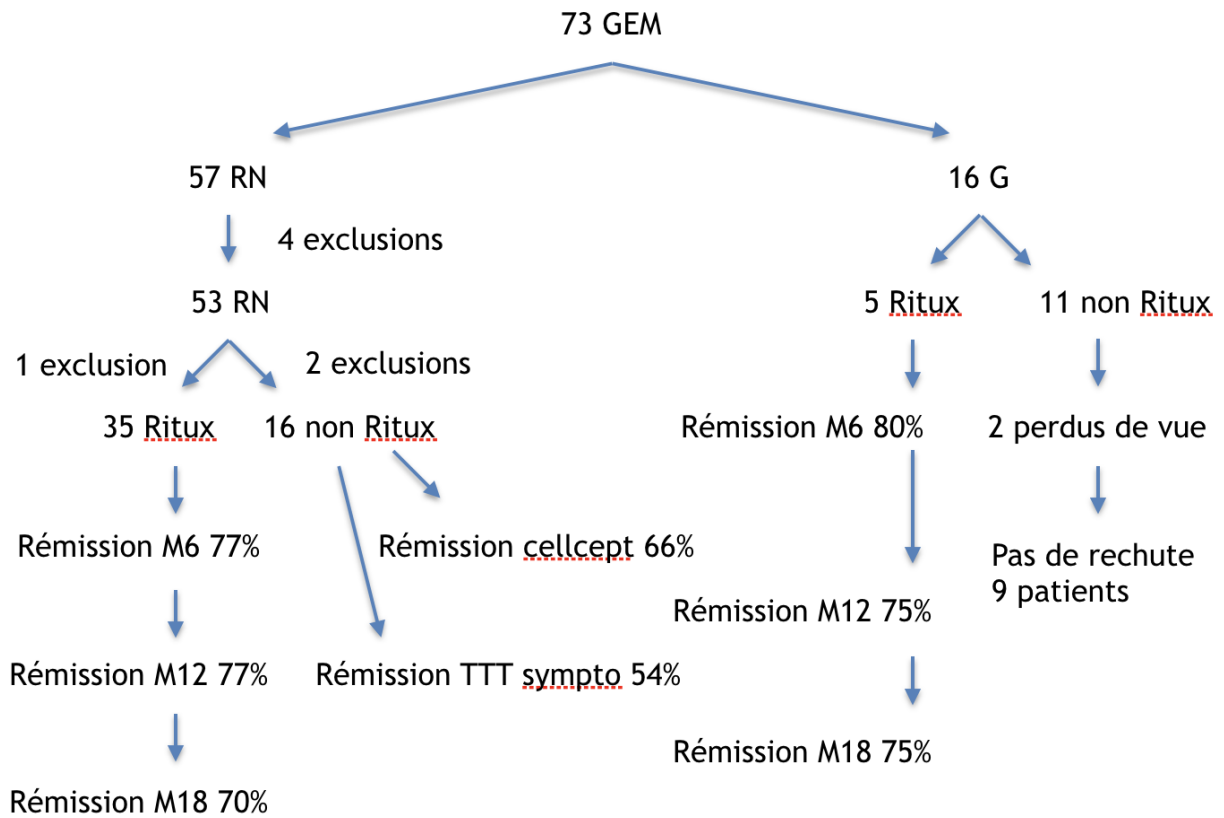 73 GEM
57 RN
16 G
4 exclusions
53 RN
5 Ritux
11 non Ritux
1 exclusion
2 exclusions
35 Ritux
16 non Ritux
Rémission M6 80%
2 perdus de vue
Rémission M6 77%
Rémission cellcept 66%
Pas de rechute
9 patients
Rémission M12 75%
Rémission M12 77%
Rémission TTT sympto 54%
Rémission M18 75%
Rémission M18 70%